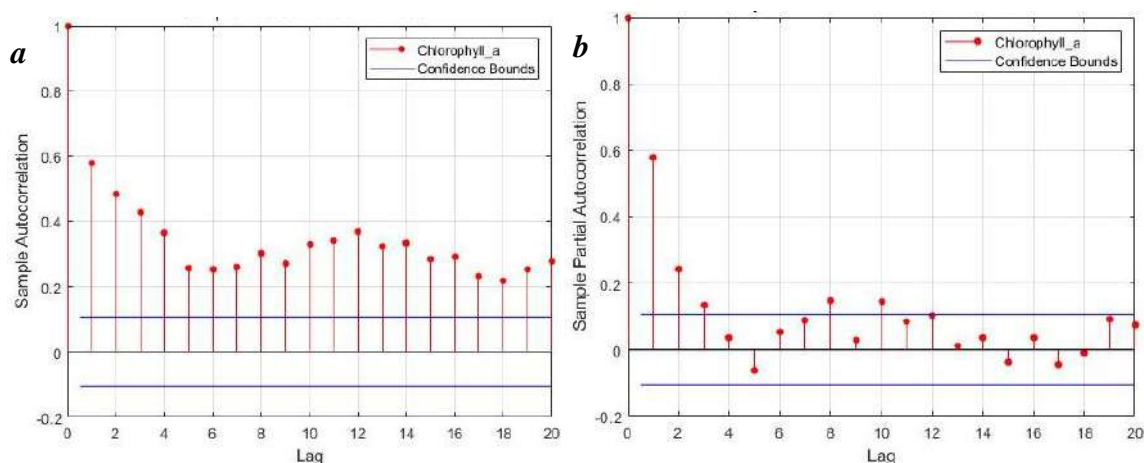 a
Sample Autocorrelation
1
0.8
0.6
0.4
0.2
0
-0.2
0 2 4 6 8 10 12 14 16 18 20
Lag
Chlorophyll_a
Confidence Bounds
b
Sample Partial Autocorrelation
1
0.8
0.6
0.4
0.2
0
-0.2
0 2 4 6 8 10 12 14 16 18 20
Lag
Chlorophyll_a
Confidence Bounds